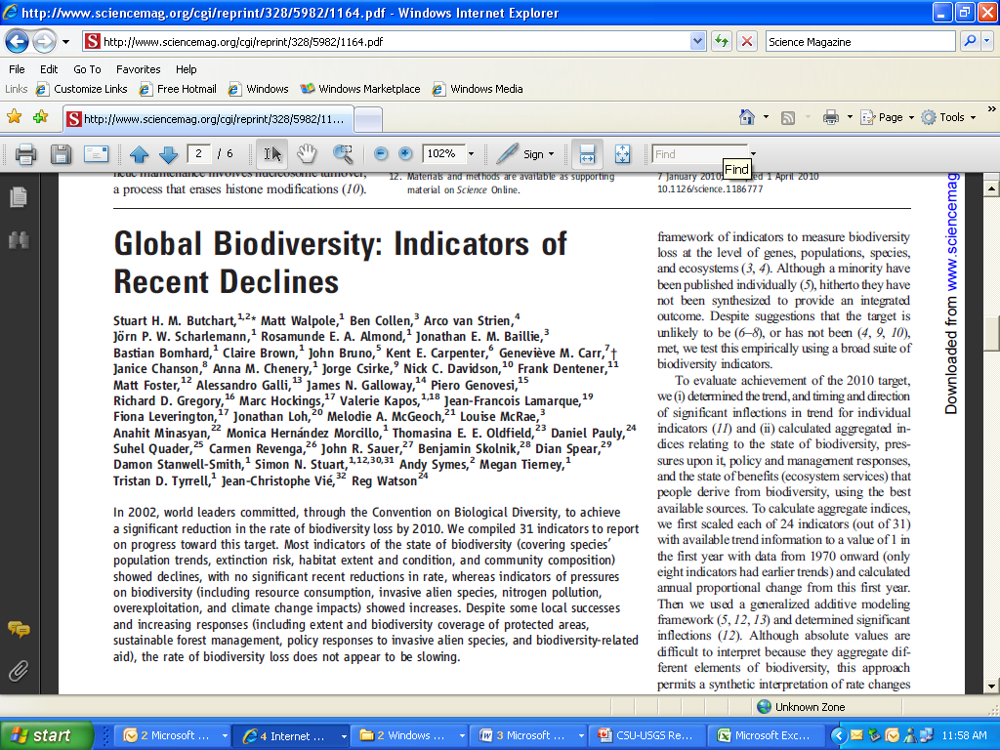 http://www.sciencemag.org/cgi/reprint/328/5982/1164.pdf - Windows Internet Explorer
http://www.sciencemag.org/cgi/reprint/328/5982/1164.pdf
Science Magazine
File Edit Go To Favorites Help
Links Customize Links Free Hotmail Windows Windows Marketplace Windows Media
http://www.sciencemag.org/cgi/reprint/328/5982/11...
Page Tools
2 / 6 102% Sign Find
Find
a process that erases histone modifications (10).
12. Materials and methods are available as supporting
material on Science Online.
7 January 2010; 1 April 2010
10.1126/science.1186777
Global Biodiversity: Indicators of
Recent Declines
Stuart H. M. Butchart,1,2* Matt Walpole,1 Ben Collen,3 Arco van Strien,4
Jörn P. W. Scharlemann,1 Rosamunde E. A. Almond,1 Jonathan E. M. Baillie,3
Bastian Bomhard,1 Claire Brown,1 John Bruno,5 Kent E. Carpenter,6 Geneviève M. Carr,7†
Janice Chanson,8 Anna M. Chenery,1 Jorge Csirke,9 Nick C. Davidson,10 Frank Dentener,11
Matt Foster,12 Alessandro Galli,13 James N. Galloway,14 Piero Genovesi,15
Richard D. Gregory,16 Marc Hockings,17 Valerie Kapos,1,18 Jean-Francois Lamarque,19
Fiona Leverington,17 Jonathan Loh,20 Melodie A. McGeoch,21 Louise McRae,3
Anahit Minasyan,22 Monica Hernández Morcillo,1 Thomasina E. E. Oldfield,23 Daniel Pauly,24
Suhel Quader,25 Carmen Revenga,26 John R. Sauer,27 Benjamin Skolnik,28 Dian Spear,29
Damon Stanwell-Smith,1 Simon N. Stuart,1,12,30,31 Andy Symes,2 Megan Tierney,1
Tristan D. Tyrrell,1 Jean-Christophe Vié,32 Reg Watson24
In 2002, world leaders committed, through the Convention on Biological Diversity, to achieve
a significant reduction in the rate of biodiversity loss by 2010. We compiled 31 indicators to report
on progress toward this target. Most indicators of the state of biodiversity (covering species’
population trends, extinction risk, habitat extent and condition, and community composition)
showed declines, with no significant recent reductions in rate, whereas indicators of pressures
on biodiversity (including resource consumption, invasive alien species, nitrogen pollution,
overexploitation, and climate change impacts) showed increases. Despite some local successes
and increasing responses (including extent and biodiversity coverage of protected areas,
sustainable forest management, policy responses to invasive alien species, and biodiversity-related
aid), the rate of biodiversity loss does not appear to be slowing.
framework of indicators to measure biodiversity
loss at the level of genes, populations, species,
and ecosystems (3, 4). Although a minority have
been published individually (5), hitherto they have
not been synthesized to provide an integrated
outcome. Despite suggestions that the target is
unlikely to be (6–8), or has not been (4, 9, 10),
met, we test this empirically using a broad suite of
biodiversity indicators.
To evaluate achievement of the 2010 target,
we (i) determined the trend, and timing and direction
of significant inflections in trend for individual
indicators (11) and (ii) calculated aggregated in-
dices relating to the state of biodiversity, pres-
sures upon it, policy and management responses,
and the state of benefits (ecosystem services) that
people derive from biodiversity, using the best
available sources. To calculate aggregate indices,
we first scaled each of 24 indicators (out of 31)
with available trend information to a value of 1 in
the first year with data from 1970 onward (only
eight indicators had earlier trends) and calculated
annual proportional change from this first year.
Then we used a generalized additive modeling
framework (5, 12, 13) and determined significant
inflections (12). Although absolute values are
difficult to interpret because they aggregate dif-
ferent elements of biodiversity, this approach
permits a synthetic interpretation of rate changes
Downloaded from www.sciencemag
Unknown Zone
start 2 Microsoft ... 4 Internet ... 2 Windows ... 3 Microsoft ... CSU-USGS Re... Microsoft Exc... 11:58 AM